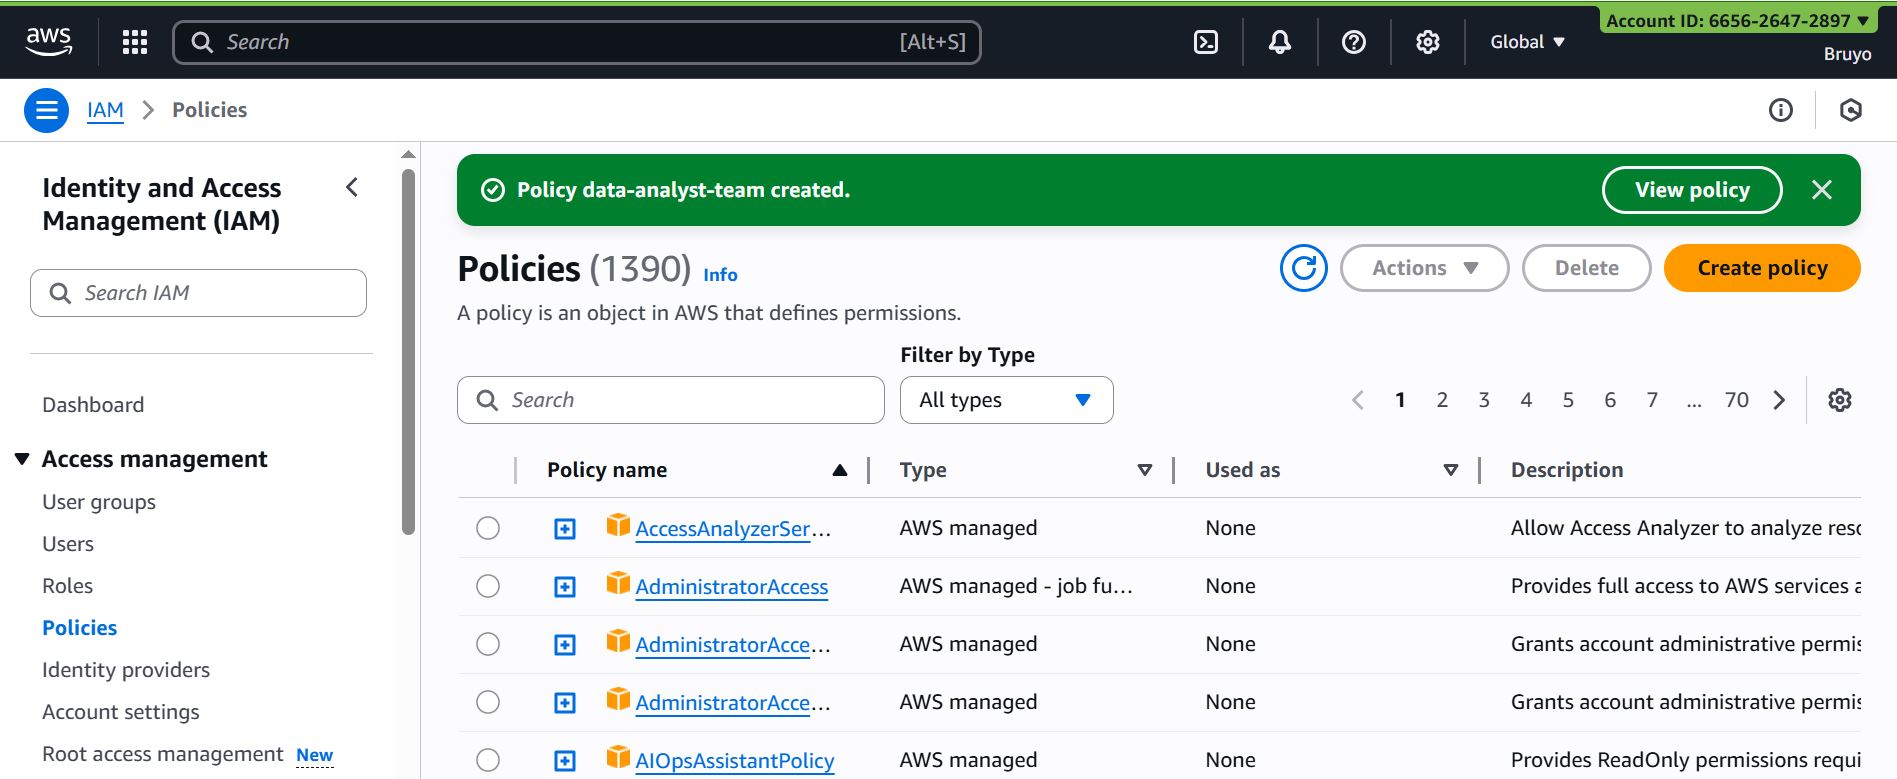 aws
Search
[Alt+S]
Global
Account ID: 6656-2647-2897
Bruyo
IAM
Policies
Identity and Access
Management (IAM)
Search IAM
Dashboard
Access management
User groups
Users
Roles
Policies
Identity providers
Account settings
Root access management New
Policy data-analyst-team created.
View policy
Policies (1390) Info
Actions
Delete
Create policy
A policy is an object in AWS that defines permissions.
Filter by Type
Search
All types
1 2 3 4 5 6 7 ... 70
Policy name Type Used as Description
AccessAnalyzerSer... AWS managed None Allow Access Analyzer to analyze resc
AdministratorAccess AWS managed - job fu... None Provides full access to AWS services a
AdministratorAcce... AWS managed None Grants account administrative permis
AdministratorAcce... AWS managed None Grants account administrative permis
AIOpsAssistantPolicy AWS managed None Provides ReadOnly permissions requi